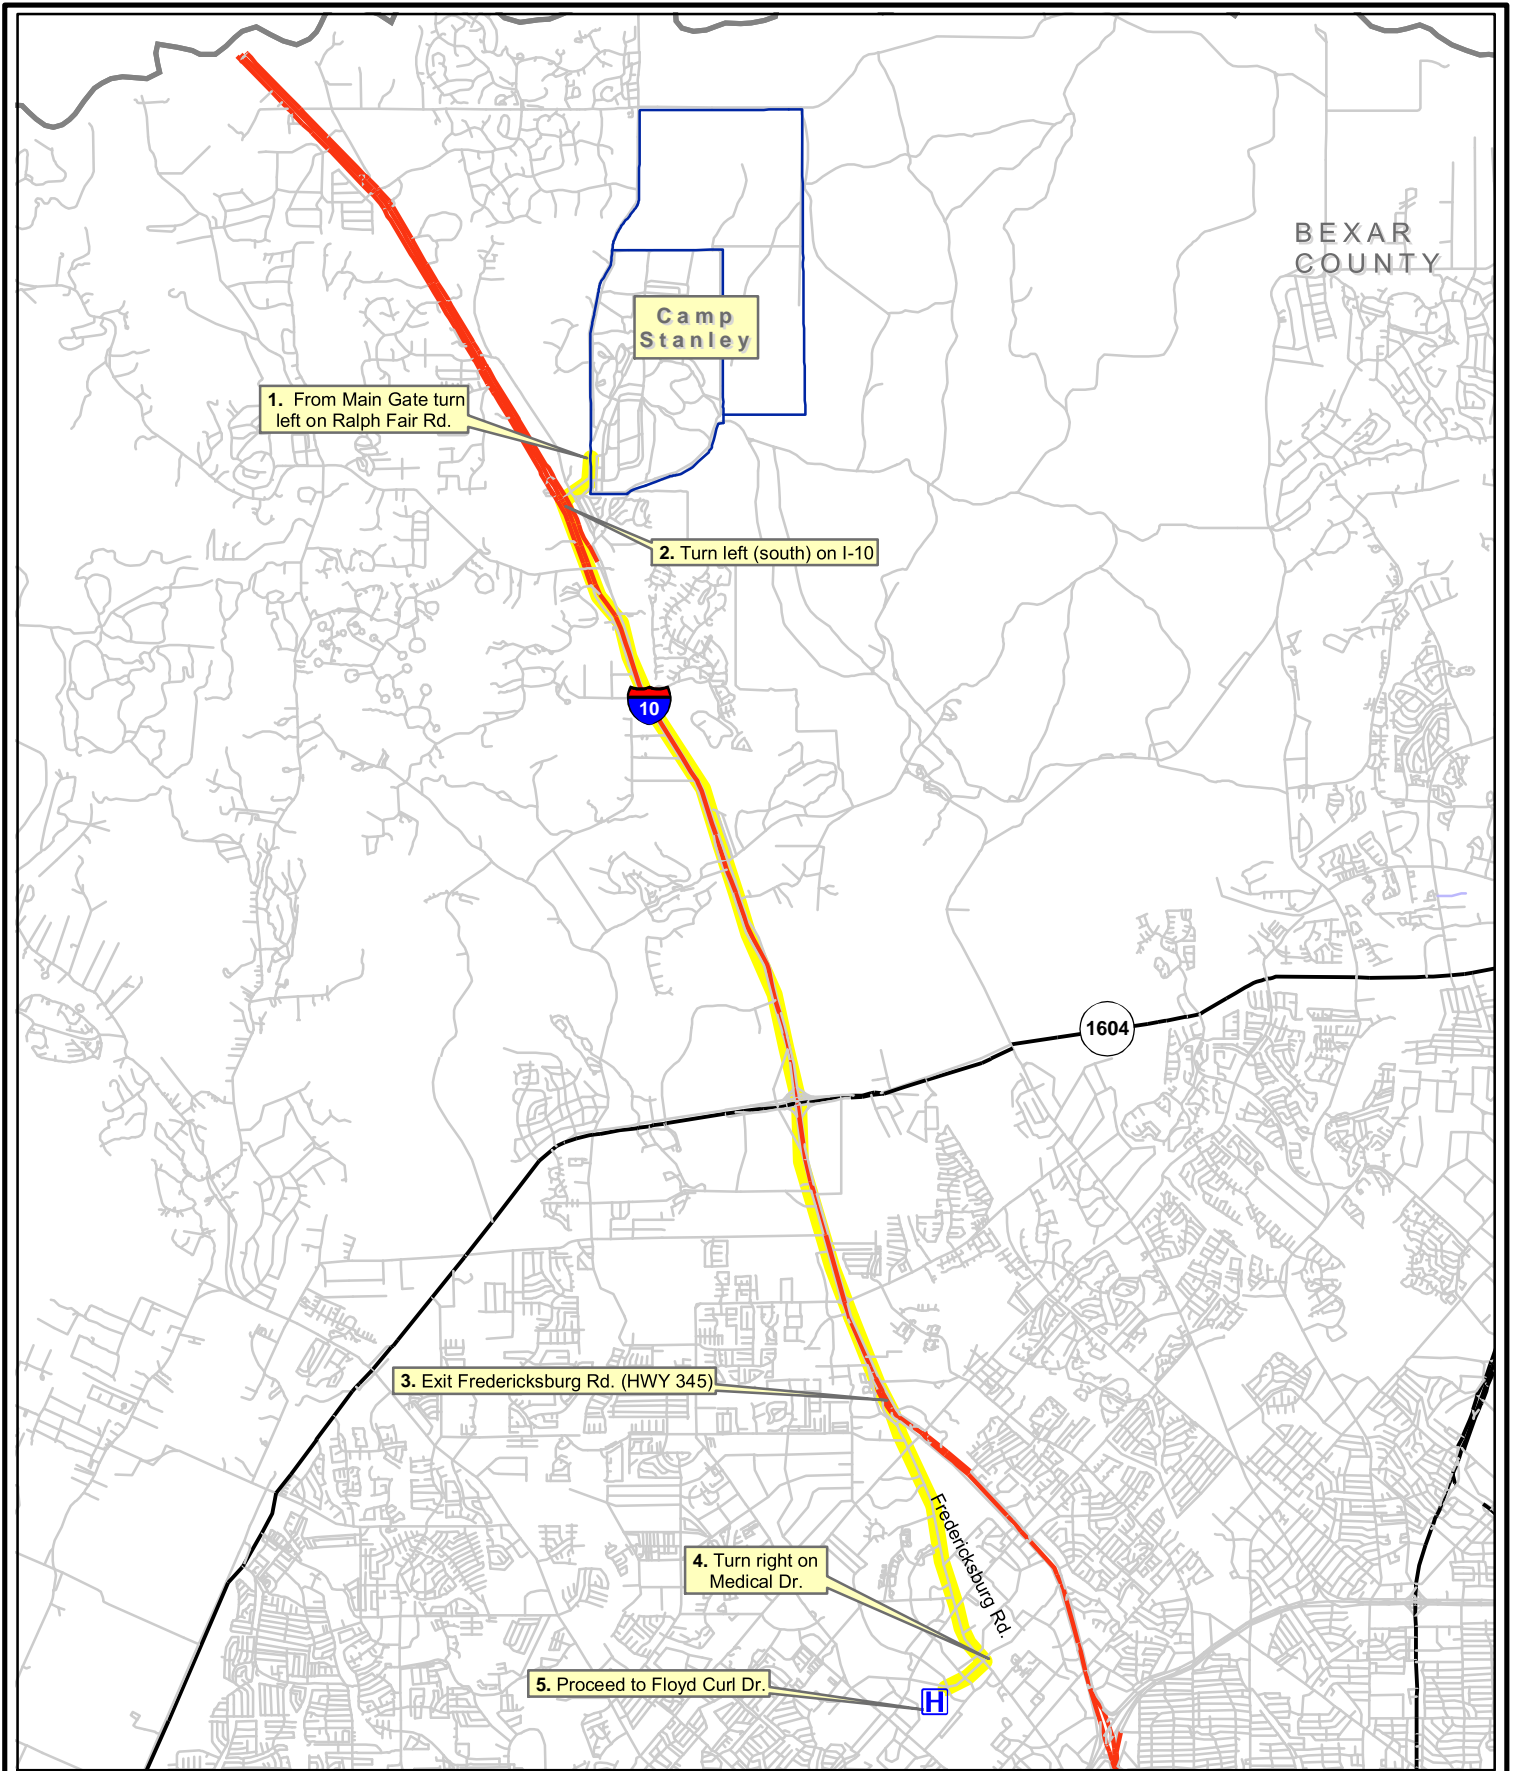 BEXAR
COUNTY
Camp
Stanley
1. From Main Gate turn
left on Ralph Fair Rd.
2. Turn left (south) on I-10
10
1604
3. Exit Fredericksburg Rd. (HWY 345)
Fredericksburg Rd.
4. Turn right on
Medical Dr.
5. Proceed to Floyd Curl Dr.
H